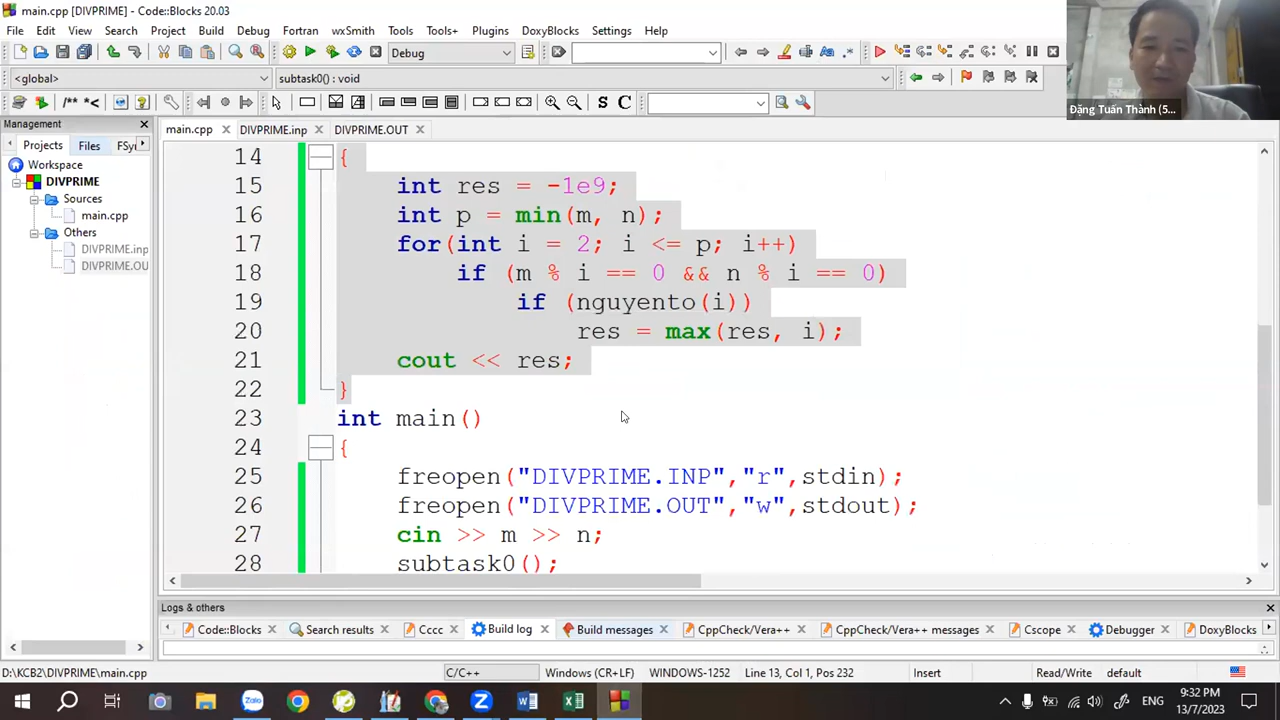 main.cpp [DIVPRIME] - Code::Blocks 20.03
File Edit View Search Project Build Debug Fortran wxSmith Tools Tools+ Plugins DoxyBlocks Settings Help
Debug
<global> subtask0() : void
/** *< S C
Đặng Tuấn Thành (5...
Management
main.cpp DIVPRIME.inp DIVPRIME.OUT
Projects Files FSy
Workspace
DIVPRIME
Sources
main.cpp
Others
DIVPRIME.inp
DIVPRIME.OU
14 {
15 int res = -1e9;
16 int p = min(m, n);
17 for(int i = 2; i <= p; i++)
18 if (m % i == 0 && n % i == 0)
19 if (nguyento(i))
20 res = max(res, i);
21 cout << res;
22 }
23 int main()
24 {
25 freopen("DIVPRIME.INP","r",stdin);
26 freopen("DIVPRIME.OUT","w",stdout);
27 cin >> m >> n;
28 subtask0();
Logs & others
Code::Blocks Search results Cccc Build log Build messages CppCheck/Vera++ CppCheck/Vera++ messages Cscope Debugger DoxyBlocks
D:\KCB2\DIVPRIME\main.cpp C/C++ Windows (CR+LF) WINDOWS-1252 Line 13, Col 1, Pos 232 Insert Read/Write default
Zalo ENG 9:32 PM
13/7/2023